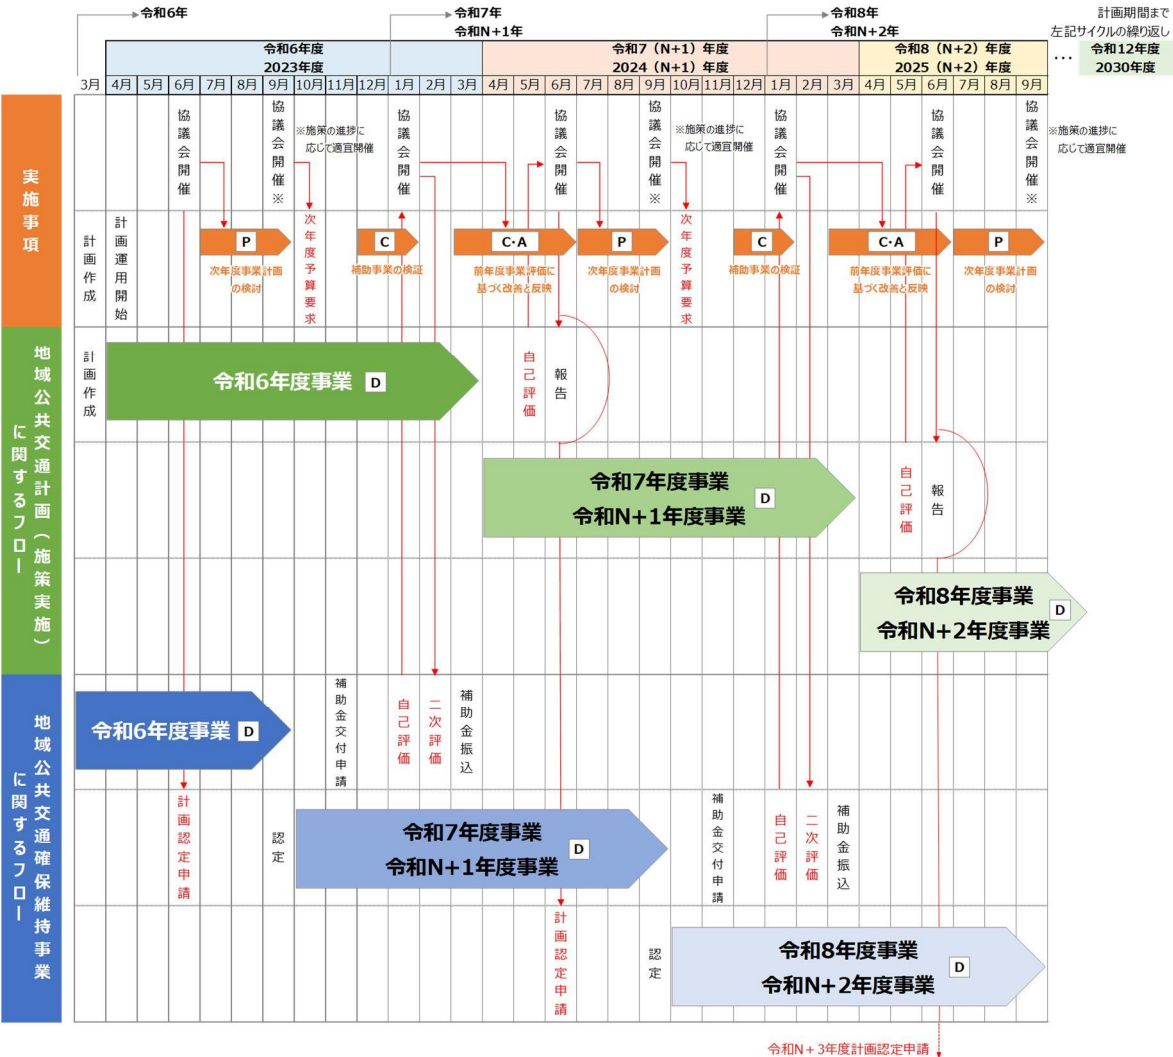 令和6年
令和7年
令和N+1年
令和8年
令和N+2年
計画期間まで
左記サイクルの繰り返し
令和6年度
2023年度
令和7（N+1）年度
2024（N+1）年度
令和8（N+2）年度
2025（N+2）年度
…
令和12年度
2030年度
3月 4月 5月 6月 7月 8月 9月 10月 11月 12月 1月 2月 3月 4月 5月 6月 7月 8月 9月 10月 11月 12月 1月 2月 3月 4月 5月 6月 7月 8月 9月
実施事項
協議会開催
協議会開催※
※施策の進捗に
応じて適宜開催
協議会開催
協議会開催
協議会開催※
※施策の進捗に
応じて適宜開催
協議会開催
協議会開催
協議会開催※
※施策の進捗に
応じて適宜開催
計画作成
計画運用開始
P
次年度事業計画
の検討
次年度予算要求
C
補助事業の検証
C・A
前年度事業評価に
基づく改善と反映
P
次年度事業計画
の検討
次年度予算要求
C
補助事業の検証
C・A
前年度事業評価に
基づく改善と反映
P
次年度事業計画
の検討
地域公共交通計画（施策実施）
に関するフロー
計画作成
令和6年度事業 D
自己評価
報告
令和7年度事業
令和N+1年度事業
D
自己評価
報告
令和8年度事業
令和N+2年度事業
D
地域公共交通確保維持事業
に関するフロー
令和6年度事業 D
補助金交付申請
自己評価
二次評価
補助金振込
計画認定申請
認定
令和7年度事業
令和N+1年度事業
D
補助金交付申請
自己評価
二次評価
補助金振込
計画認定申請
認定
令和8年度事業
令和N+2年度事業
D
令和N＋3年度計画認定申請